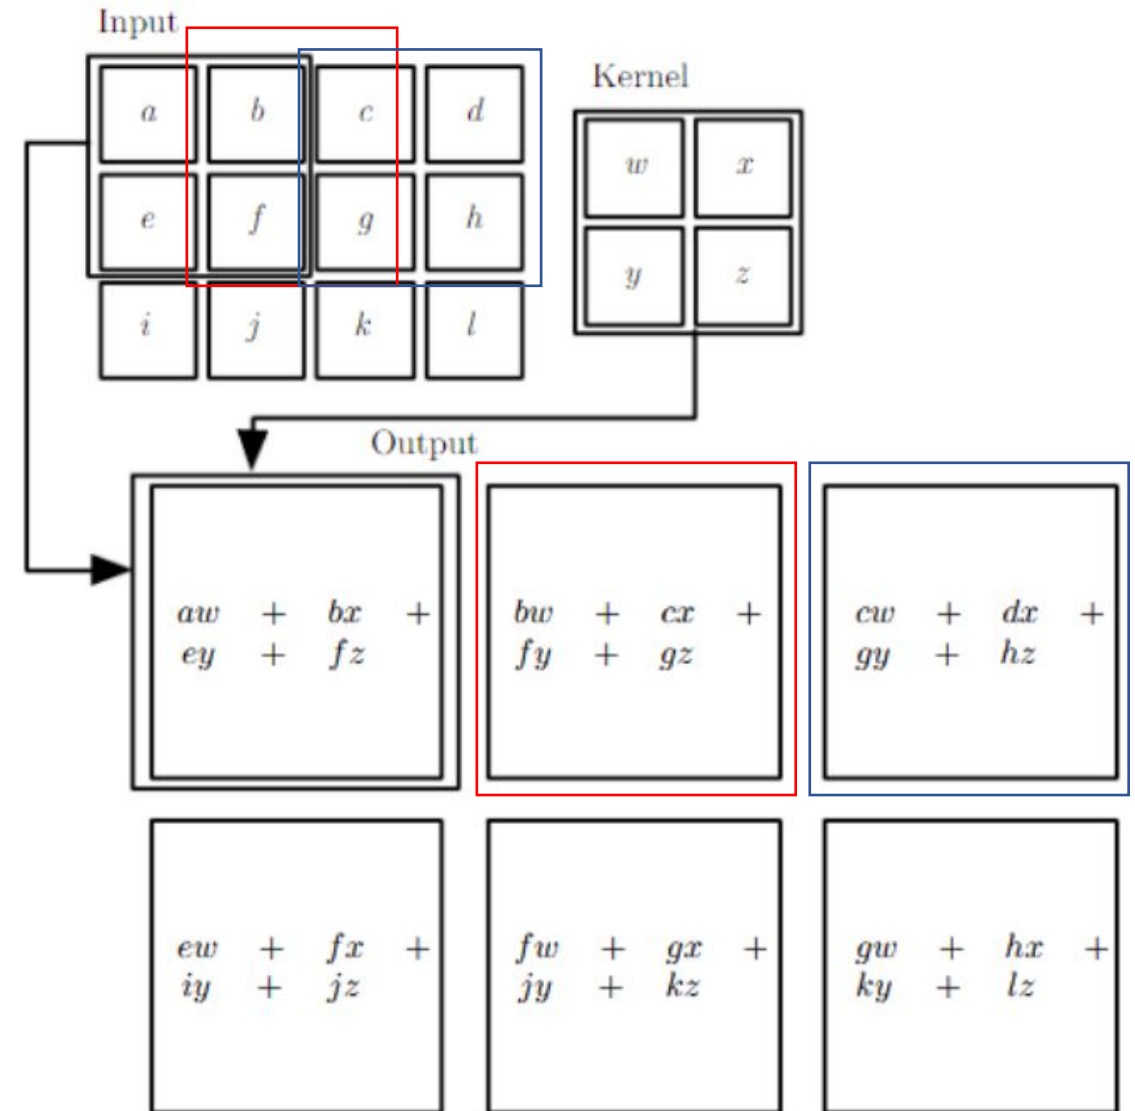 Input
a b c d
e f g h
i j k l
Kernel
w x
y z
Output
aw + bx +
ey + fz
bw + cx +
fy + gz
cw + dx +
gy + hz
ew + fx +
iy + jz
fw + gx +
jy + kz
gw + hx +
ky + lz